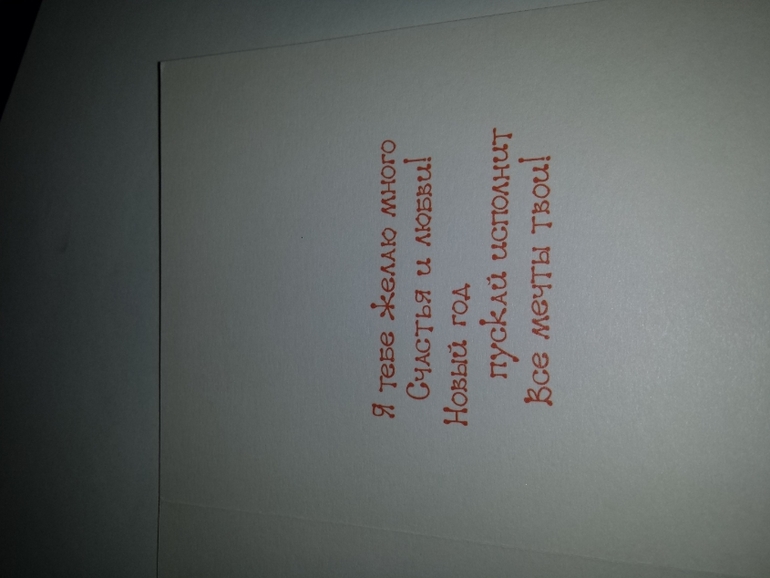 Я тебе желаю много
Счастья и любви!
Новый год
пускай исполнит
Все мечты твои!